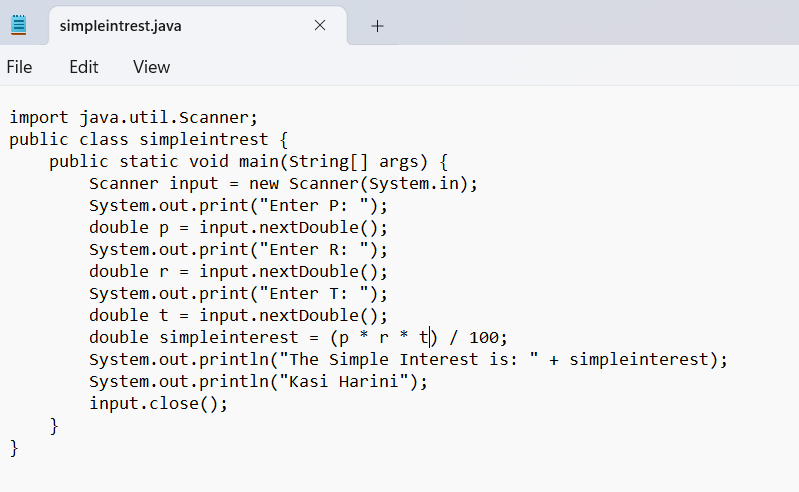 simpleintrest.java
File Edit View
import java.util.Scanner;
public class simpleintrest {
    public static void main(String[] args) {
        Scanner input = new Scanner(System.in);
        System.out.print("Enter P: ");
        double p = input.nextDouble();
        System.out.print("Enter R: ");
        double r = input.nextDouble();
        System.out.print("Enter T: ");
        double t = input.nextDouble();
        double simpleinterest = (p * r * t) / 100;
        System.out.println("The Simple Interest is: " + simpleinterest);
        System.out.println("Kasi Harini");
        input.close();
    }
}